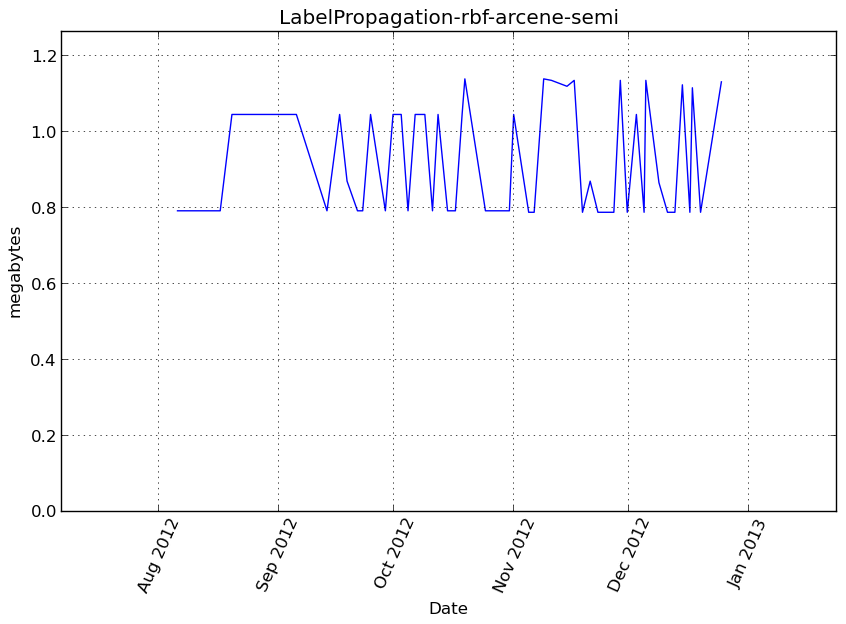 LabelPropagation-rbf-arcene-semi
1.2
1.0
0.8
0.6
0.4
0.2
0.0
megabytes
Aug 2012
Sep 2012
Oct 2012
Nov 2012
Dec 2012
Jan 2013
Date